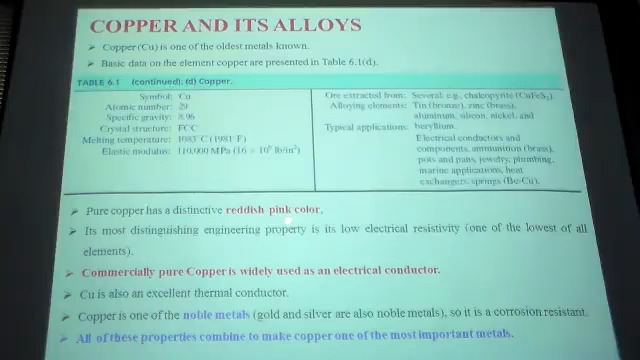 COPPER AND ITS ALLOYS
➤ Copper (Cu) is one of the oldest metals known.
➤ Basic data on the element copper are presented in Table 6.1(d).
TABLE 6.1 (continued): (d) Copper.
Symbol: Cu
Atomic number: 29
Specific gravity: 8.96
Crystal structure: FCC
Melting temperature: 1083°C (1981°F)
Elastic modulus: 110,000 MPa (16 × 10⁶ lb/in²)
Ore extracted from: Several: e.g., chalcopyrite (CuFeS₂).
Alloying elements: Tin (bronze), zinc (brass),
aluminum, silicon, nickel, and
Typical applications: beryllium.
Electrical conductors and
components, ammunition (brass),
pots and pans, jewelry, plumbing,
marine applications, heat
exchangers, springs (Be-Cu).
➤ Pure copper has a distinctive reddish-pink color,
➤ Its most distinguishing engineering property is its low electrical resistivity (one of the lowest of all
elements).
➤ Commercially pure Copper is widely used as an electrical conductor.
➤ Cu is also an excellent thermal conductor.
➤ Copper is one of the noble metals (gold and silver are also noble metals), so it is a corrosion resistant.
➤ All of these properties combine to make copper one of the most important metals.